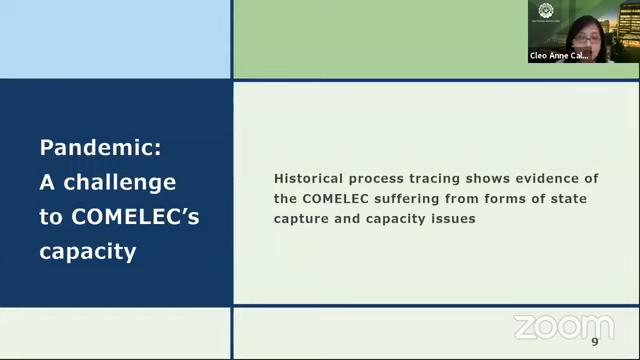 Cleo Anne Cal...
Pandemic:
A challenge
to COMELEC's
capacity
Historical process tracing shows evidence of
the COMELEC suffering from forms of state
capture and capacity issues
zoom
9